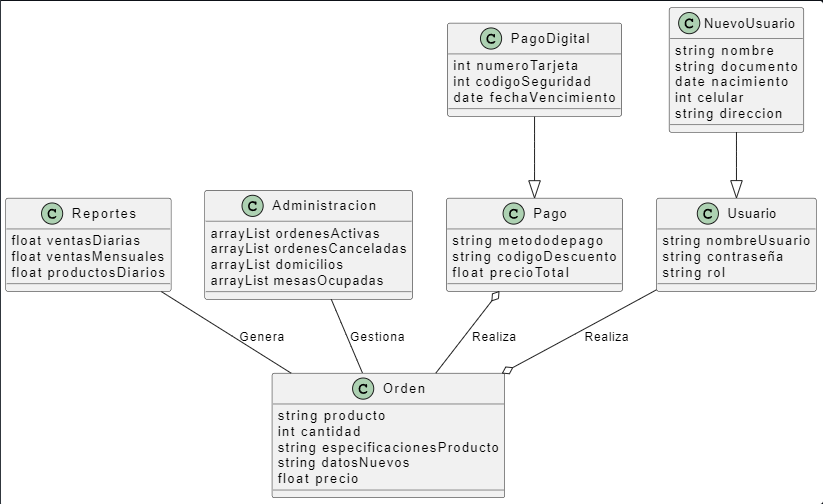 C PagoDigital
int numeroTarjeta
int codigoSeguridad
date fechaVencimiento
C NuevoUsuario
string nombre
string documento
date nacimiento
int celular
string direccion
C Reportes
float ventasDiarias
float ventasMensuales
float productosDiarios
C Administracion
arrayList ordenesActivas
arrayList ordenesCanceladas
arrayList domicilios
arrayList mesasOcupadas
C Pago
string metododepago
string codigoDescuento
float precioTotal
C Usuario
string nombreUsuario
string contraseña
string rol
Genera
Gestiona
Realiza
Realiza
C Orden
string producto
int cantidad
string especificacionesProducto
string datosNuevos
float precio